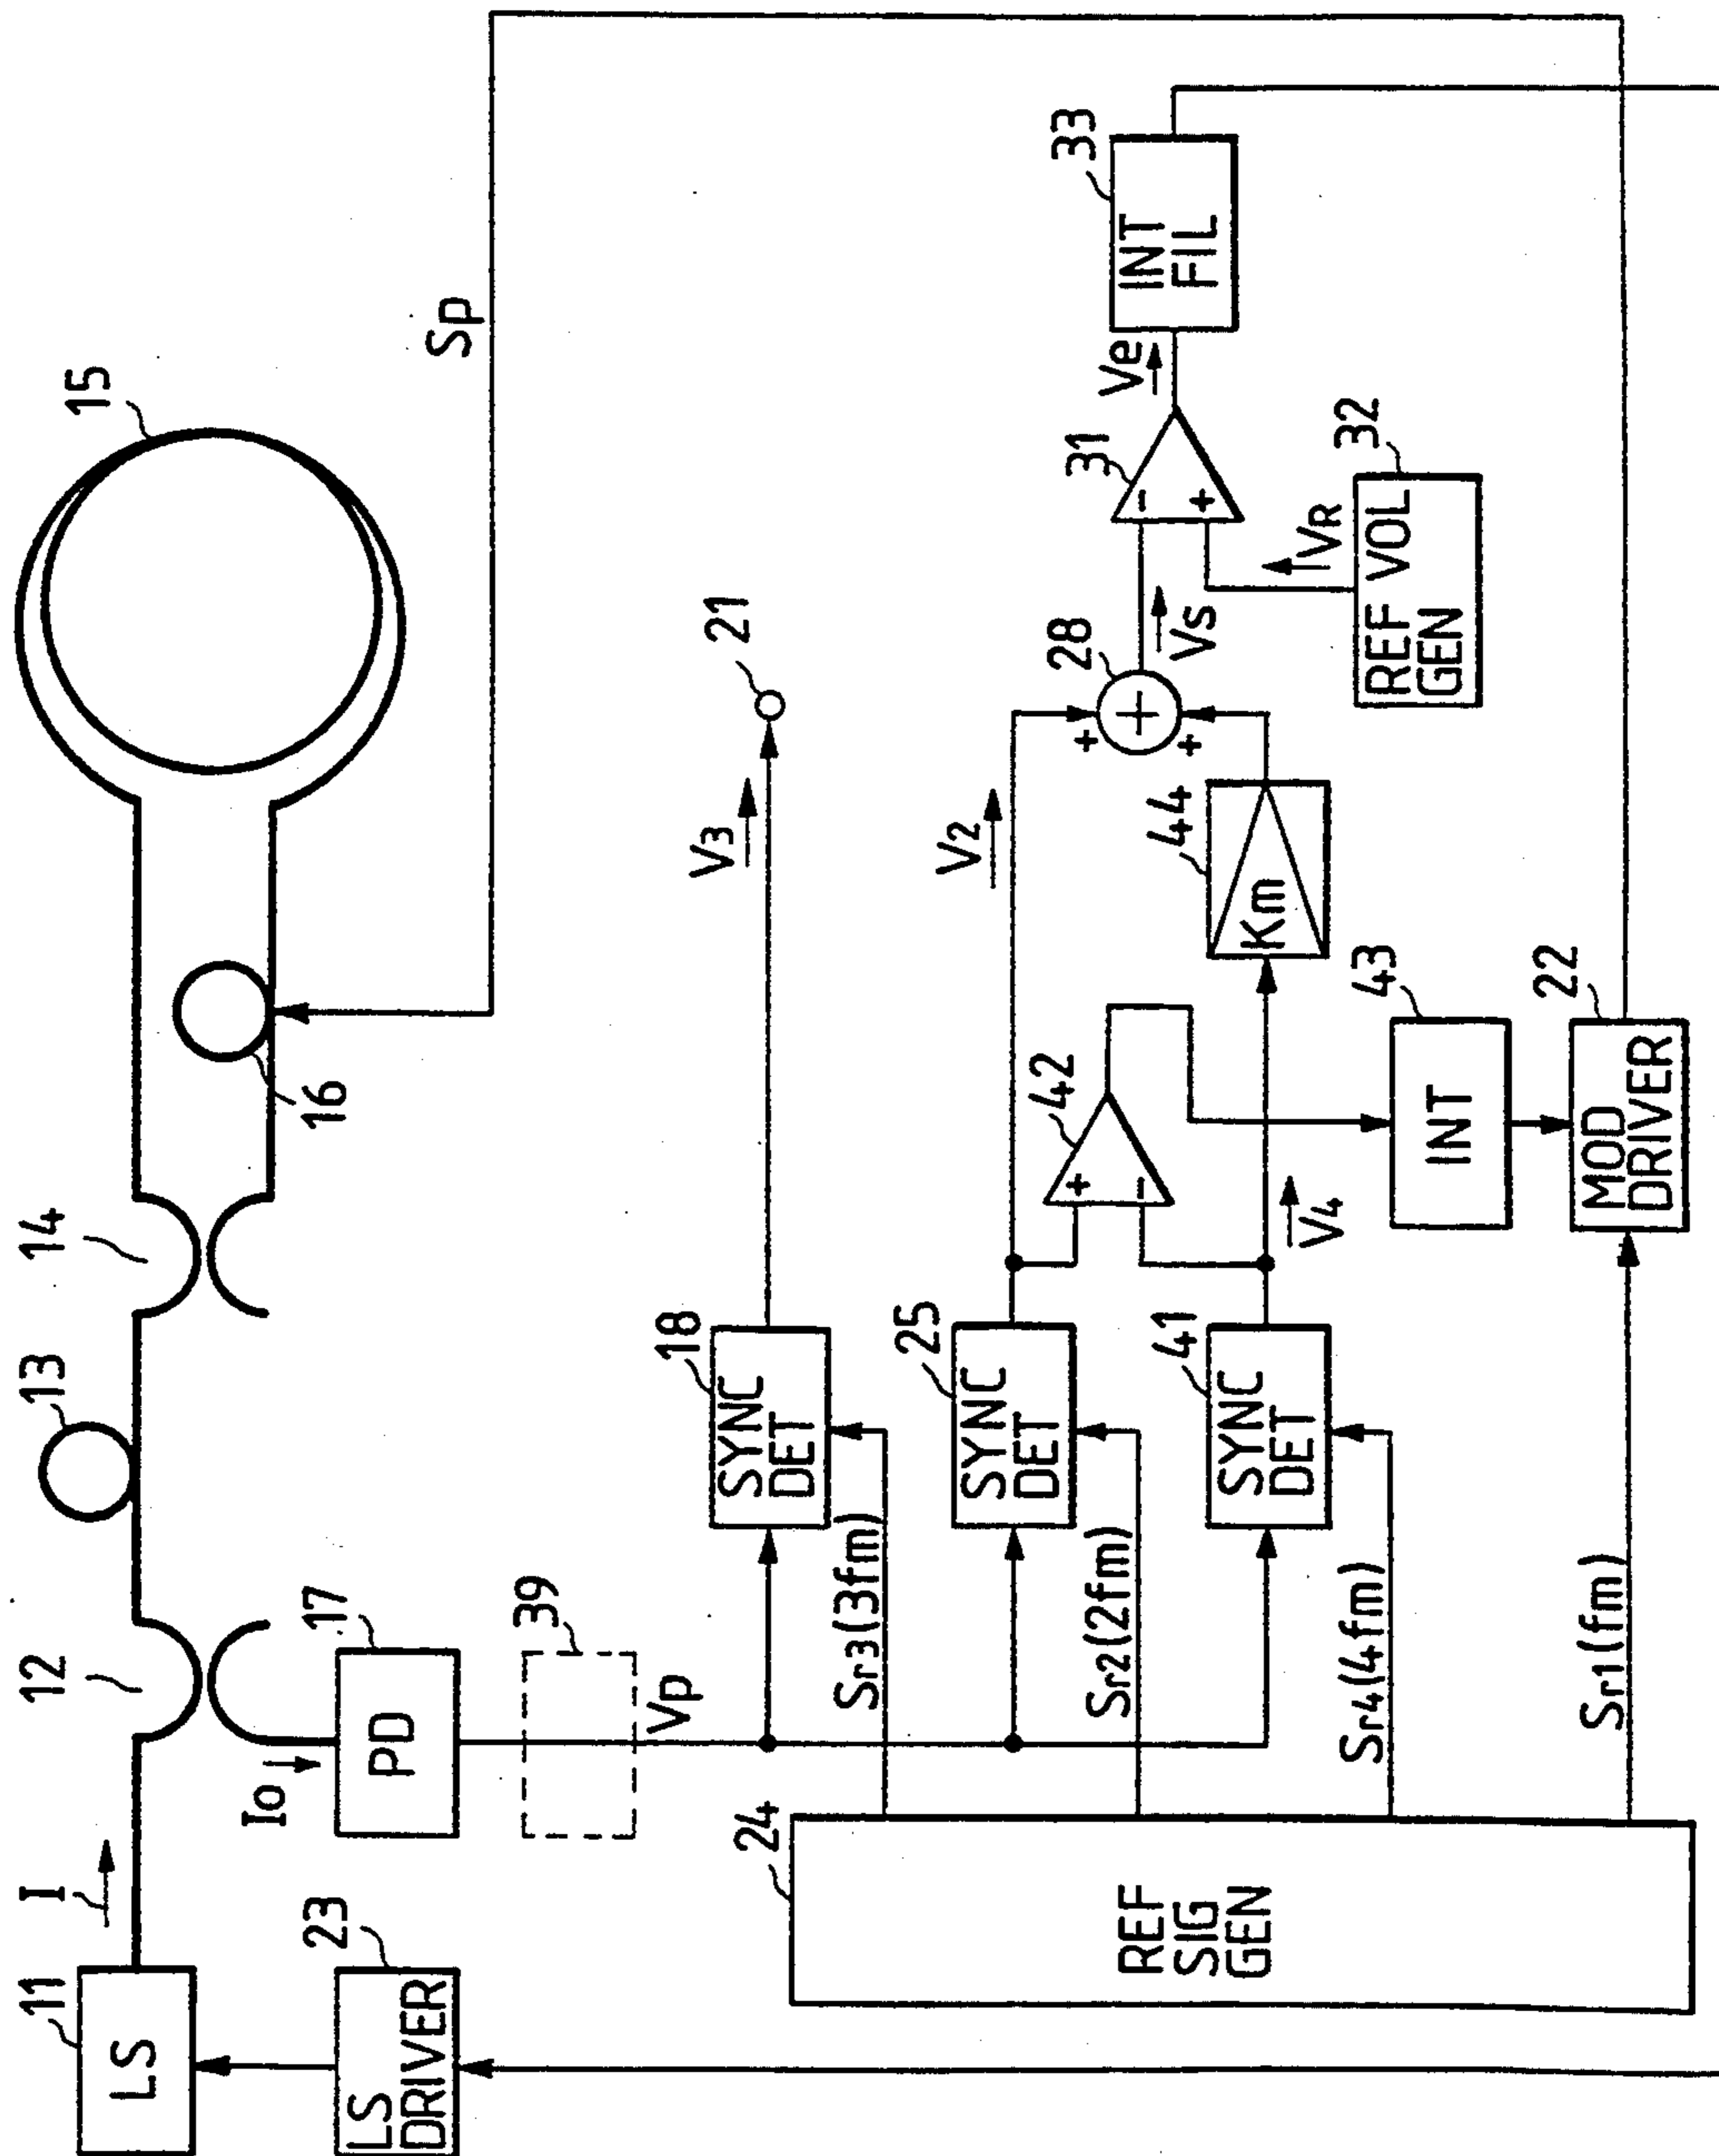 11
LS
I
12
13
14
15
16
Sp
23
LS
DRIVER
Io
17
PD
39
Vp
18
SYNC
DET
V3
21
Sr3(3fm)
24
REF
SIG
GEN
25
SYNC
DET
Sr2(2fm)
V2
42
+
-
41
SYNC
DET
Sr4(4fm)
V4
44
Km
28
+
+
+
Vs
31
-
+
Ve
33
INT
FIL
VR
32
REF VOL
GEN
43
INT
22
MOD
DRIVER
Sr1(fm)